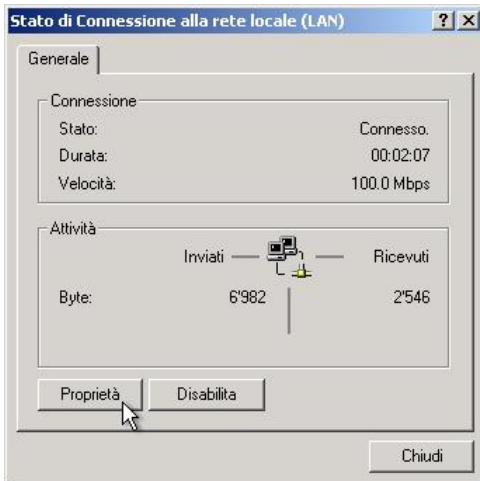 Stato di Connessione alla rete locale (LAN)
Generale
Connessione
Stato: Connesso.
Durata: 00:02:07
Velocità: 100.0 Mbps
Attività
Inviati Ricevuti
Byte: 6'982 2'546
Proprietà Disabilita
Chiudi